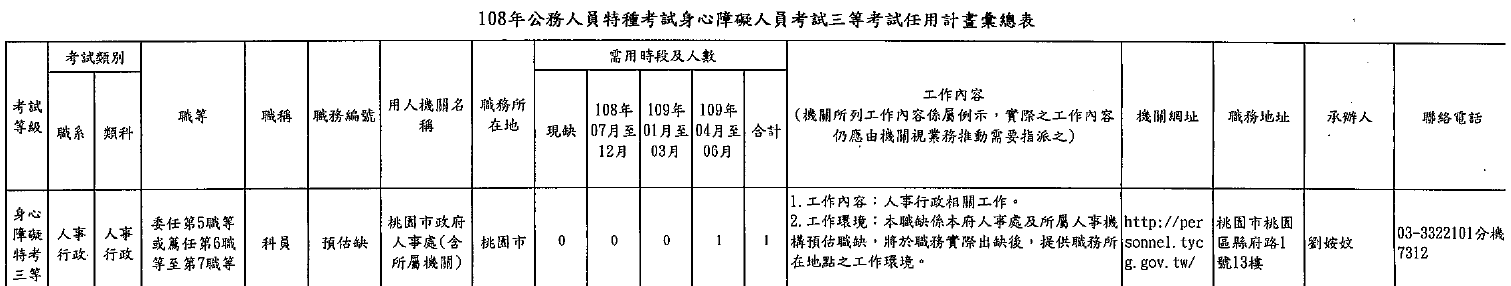 108年公務人員特種考試身心障礙人員考試三等考試任用計畫彙總表
考試
等級
考試類別
職系
類科
職等
職稱
職務編號
用人機關名
稱
職務所
在地
需用時段及人數
現缺
108年
07月至
12月
109年
01月至
03月
109年
04月至
06月
合計
工作內容
(機關所列工作內容係屬例示，實際之工作內容
仍應由機關視業務推動需要指派之)
機關網址
職務地址
承辦人
聯絡電話
身心
障礙
特考
三等
人事
行政
人事
行政
委任第5職等
或薦任第6職
等至第7職等
科員
預估缺
桃園市政府
人事處(含
所屬機關)
桃園市
0
0
0
1
1
1.工作內容：人事行政相關工作。
2.工作環境：本職缺係本府人事處及所屬人事機
構預估職缺，將於職務實際出缺後，提供職務所
在地點之工作環境。
http://per
sonnel.tyc
g.gov.tw/
桃園市桃園
區縣府路1
號13樓
劉姲妏
03-3322101分機
7312